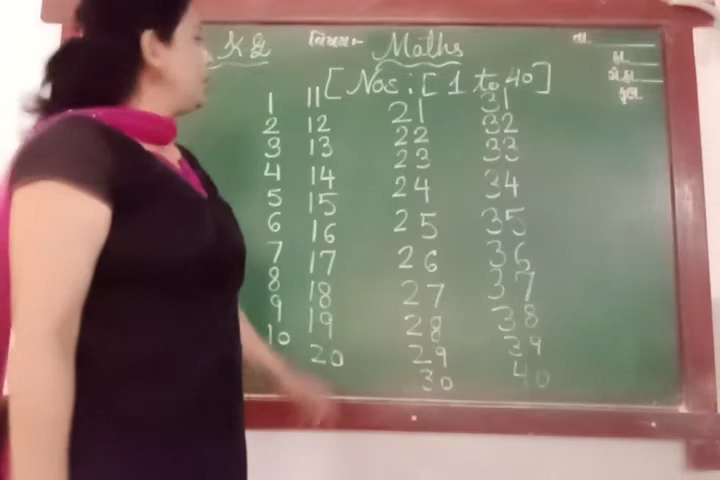 KG विषय:- Maths
[Nos: [1 to 40]
1 11 21 31
2 12 22 32
3 13 23 33
4 14 24 34
5 15 25 35
6 16 26 36
7 17 27 37
8 18 28 38
9 19 29 39
10 20 30 40